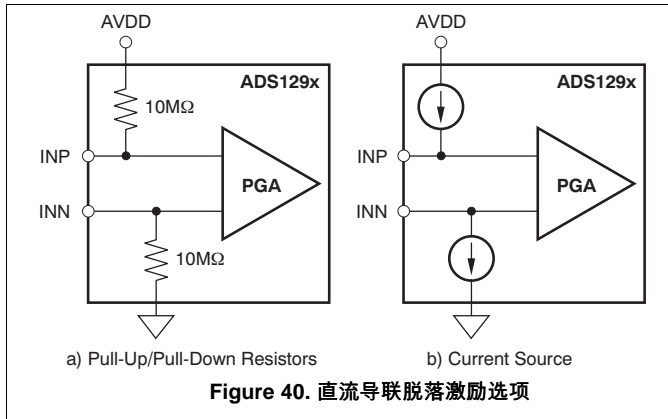 AVDD
ADS129x
10MΩ
INP
PGA
INN
10MΩ
a) Pull-Up/Pull-Down Resistors
AVDD
ADS129x
INP
PGA
INN
b) Current Source
Figure 40. 直流导联脱落激励选项